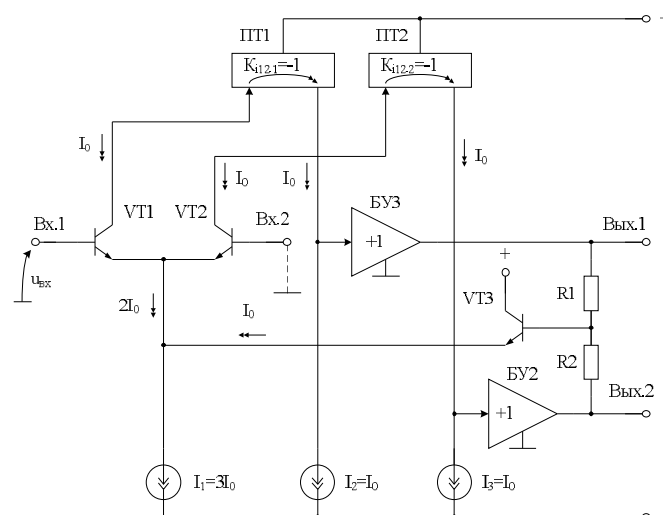 ПТ1
ПТ2
+
Ki12.1=-1
Ki12.2=-1
I0
I0
I0
I0
VT1
VT2
Вх.1
Вх.2
БУ3
Вых.1
+1
+
uвх
2I0
I0
VT3
R1
R2
БУ2
Вых.2
+1
I1=3I0
I2=I0
I3=I0